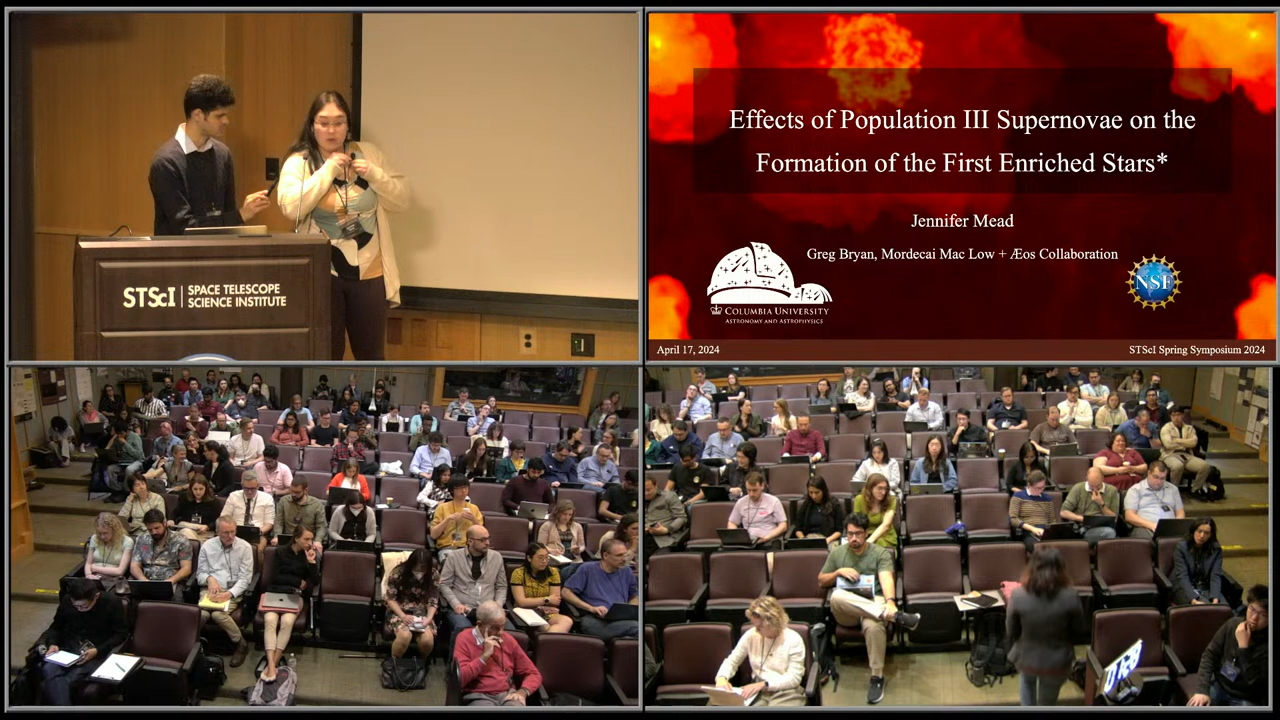 STScI | SPACE TELESCOPE
SCIENCE INSTITUTE
Effects of Population III Supernovae on the
Formation of the First Enriched Stars*
Jennifer Mead
Greg Bryan, Mordecai Mac Low + Æos Collaboration
COLUMBIA UNIVERSITY
ASTRONOMY AND ASTROPHYSICS
NSF
April 17, 2024
STScI Spring Symposium 2024